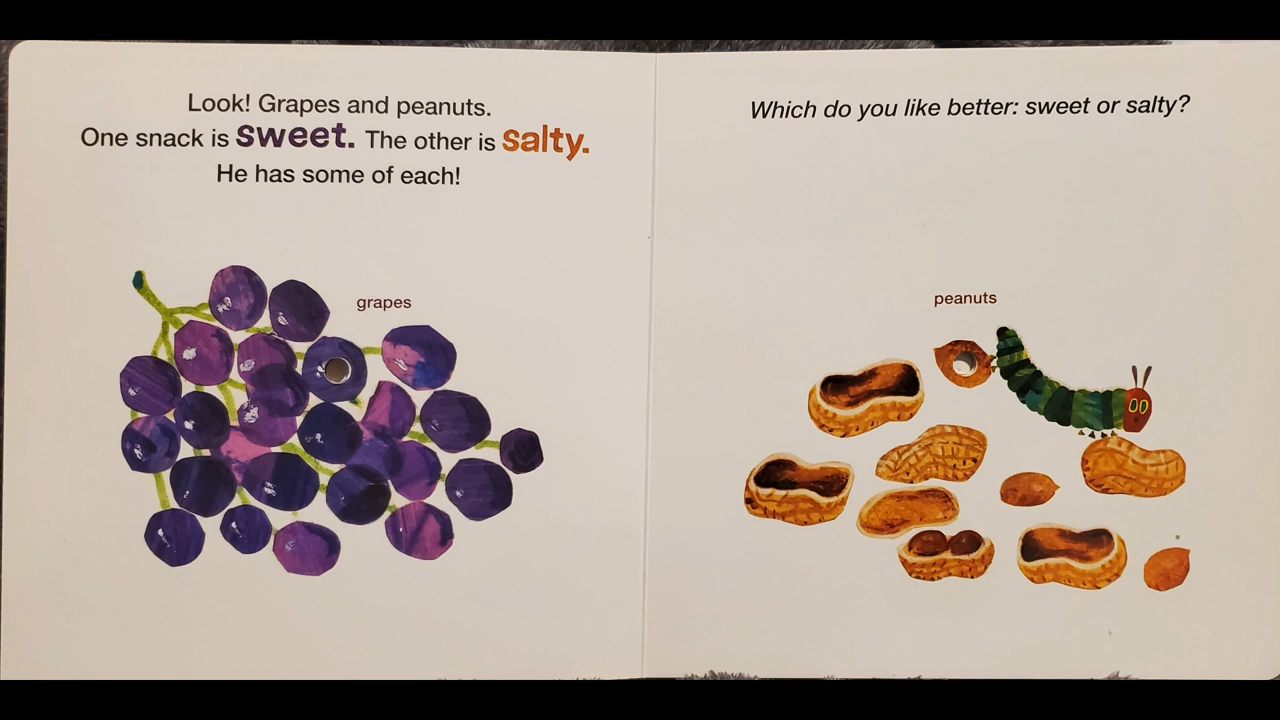 Look! Grapes and peanuts.
One snack is sweet. The other is salty.
He has some of each!
grapes
Which do you like better: sweet or salty?
peanuts